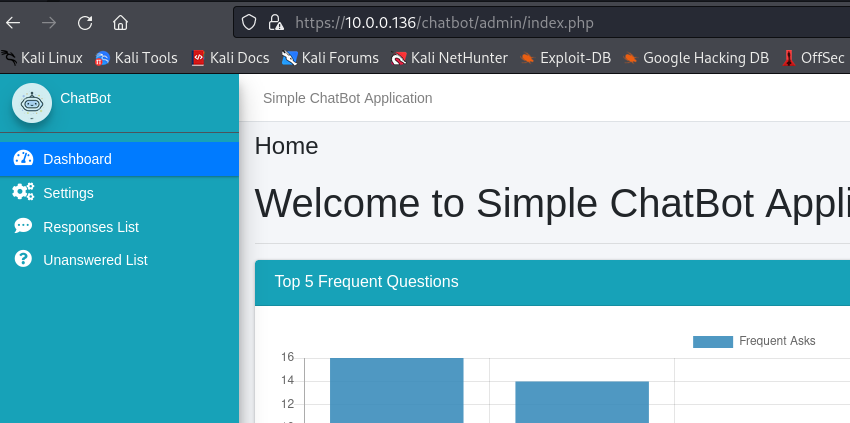 https://10.0.0.136/chatbot/admin/index.php
Kali Linux Kali Tools Kali Docs Kali Forums Kali NetHunter Exploit-DB Google Hacking DB OffSec
ChatBot
Simple ChatBot Application
Dashboard
Settings
Responses List
Unanswered List
Home
Welcome to Simple ChatBot Appli
Top 5 Frequent Questions
Frequent Asks
16
14
12